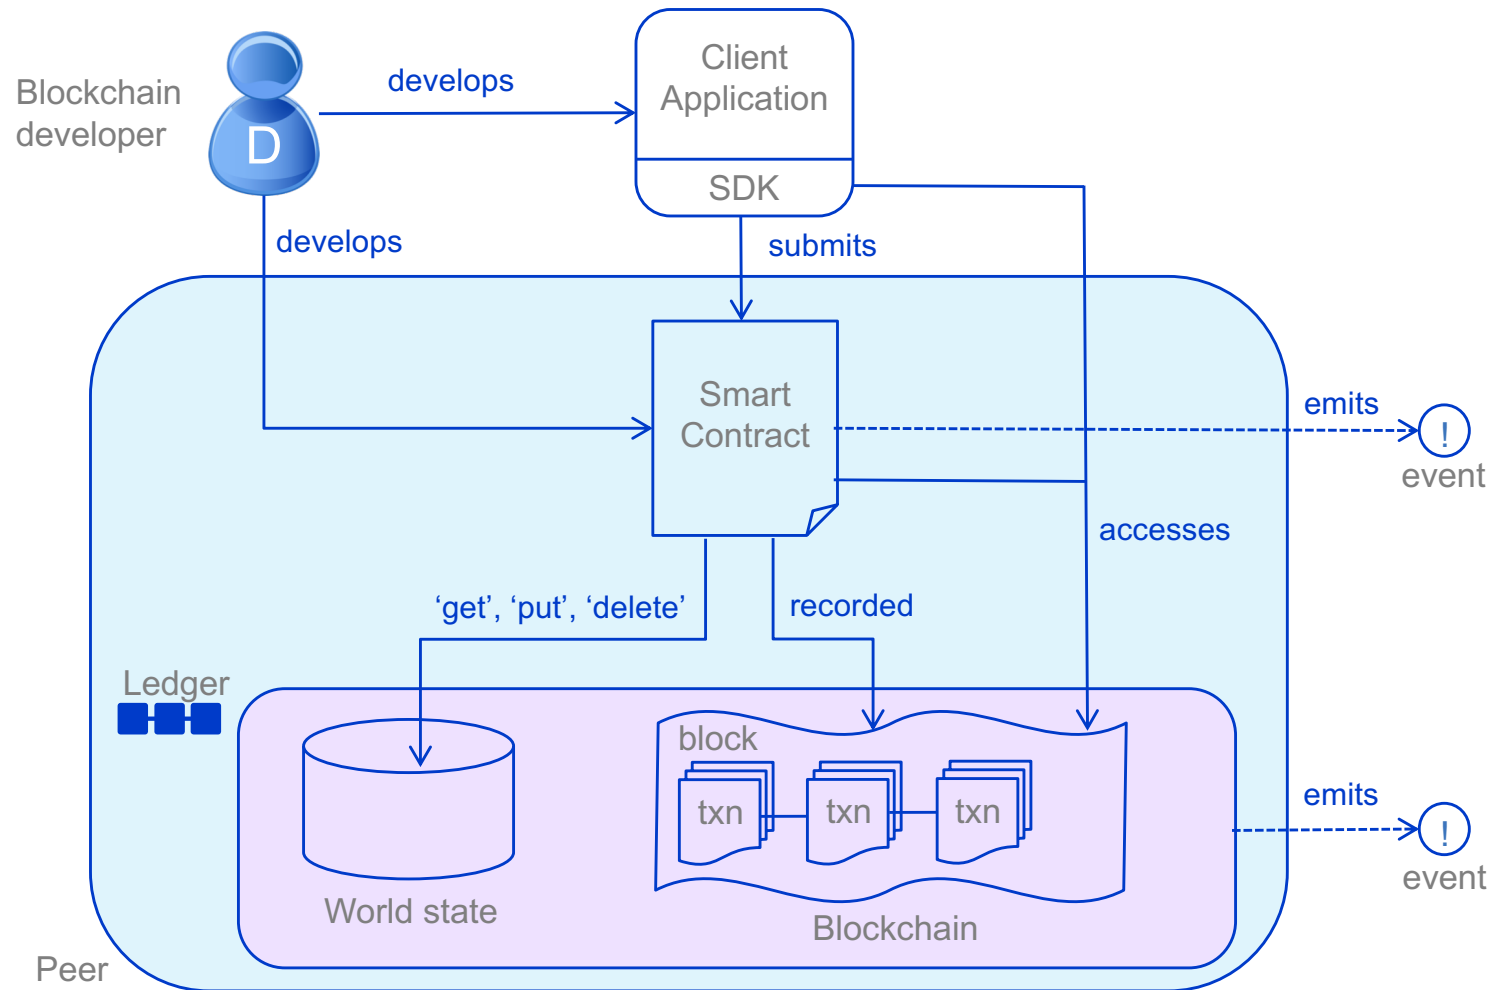 Blockchain
developer
D
develops
Client
Application
SDK
develops
submits
Smart
Contract
emits
!
event
accesses
‘get’, ‘put’, ‘delete’
recorded
Ledger
block
txn
txn
txn
emits
!
event
World state
Blockchain
Peer